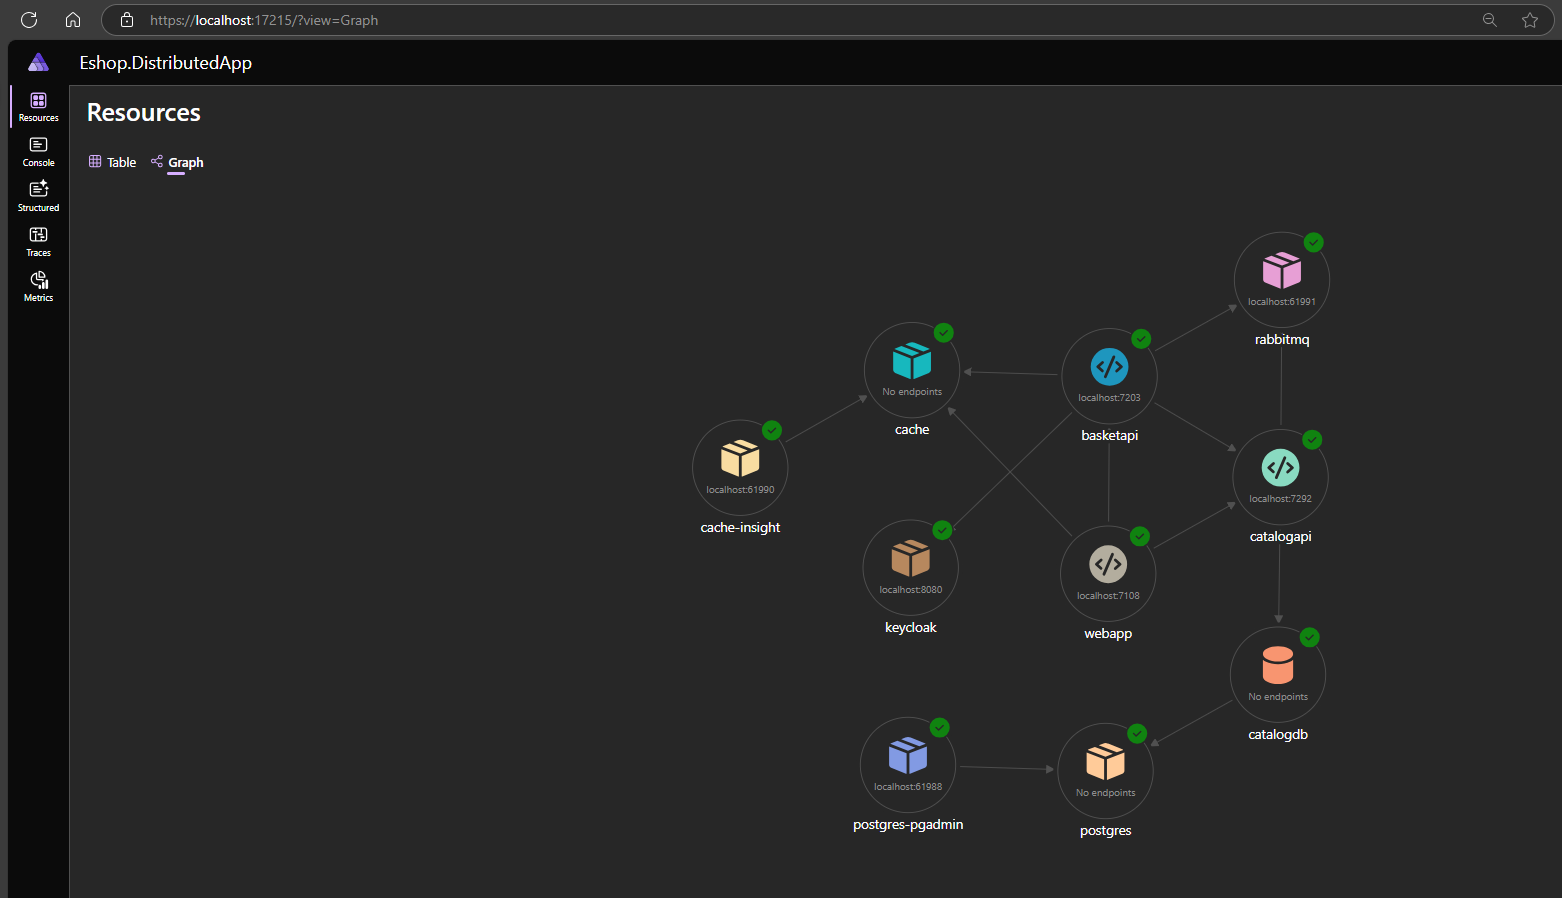 https://localhost:17215/?view=Graph
Eshop.DistributedApp
Resources
Console
Structured
Traces
Metrics
Resources
Table
Graph
localhost:61991
rabbitmq
No endpoints
cache
localhost:7203
basketapi
localhost:61990
cache-insight
localhost:7292
catalogapi
localhost:8080
keycloak
localhost:7108
webapp
No endpoints
catalogdb
localhost:61988
postgres-pgadmin
No endpoints
postgres